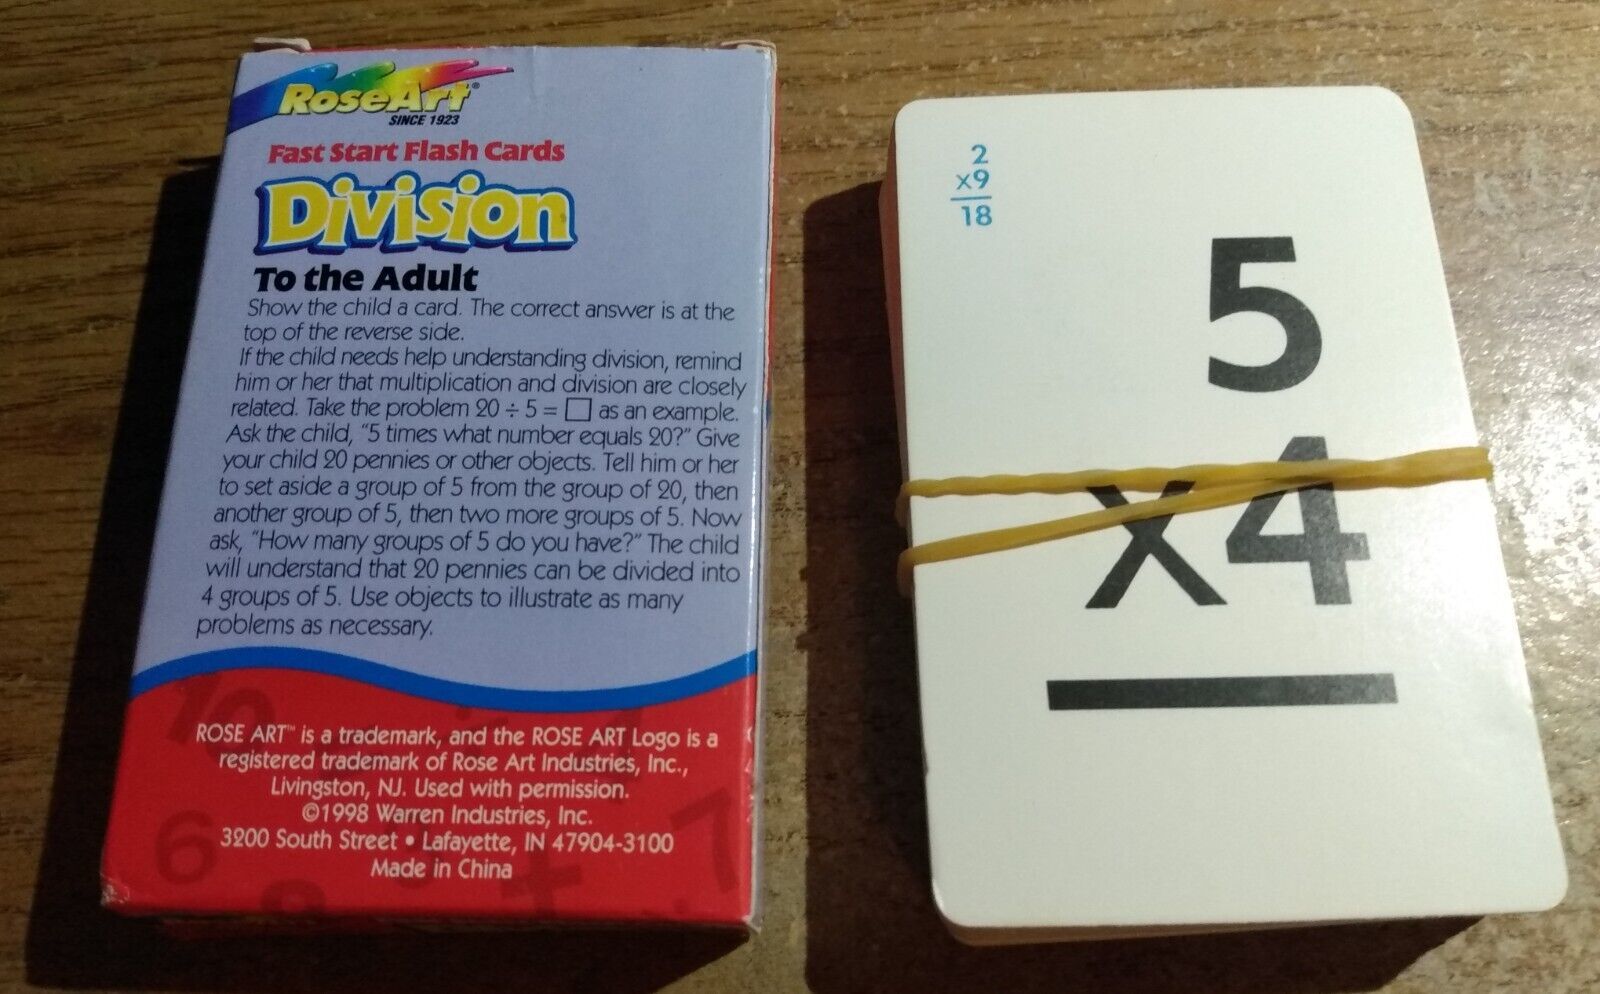 RoseArt®
SINCE 1923
Fast Start Flash Cards
Division
To the Adult
Show the child a card. The correct answer is at the
top of the reverse side.
If the child needs help understanding division, remind
him or her that multiplication and division are closely
related. Take the problem 20 ÷ 5 = □ as an example.
Ask the child, “5 times what number equals 20?” Give
your child 20 pennies or other objects. Tell him or her
to set aside a group of 5 from the group of 20, then
another group of 5, then two more groups of 5. Now
ask, “How many groups of 5 do you have?” The child
will understand that 20 pennies can be divided into
4 groups of 5. Use objects to illustrate as many
problems as necessary.
ROSE ART™ is a trademark, and the ROSE ART Logo is a
registered trademark of Rose Art Industries, Inc.,
Livingston, NJ. Used with permission.
©1998 Warren Industries, Inc.
3200 South Street • Lafayette, IN 47904-3100
Made in China
2
x9
18
5
x4